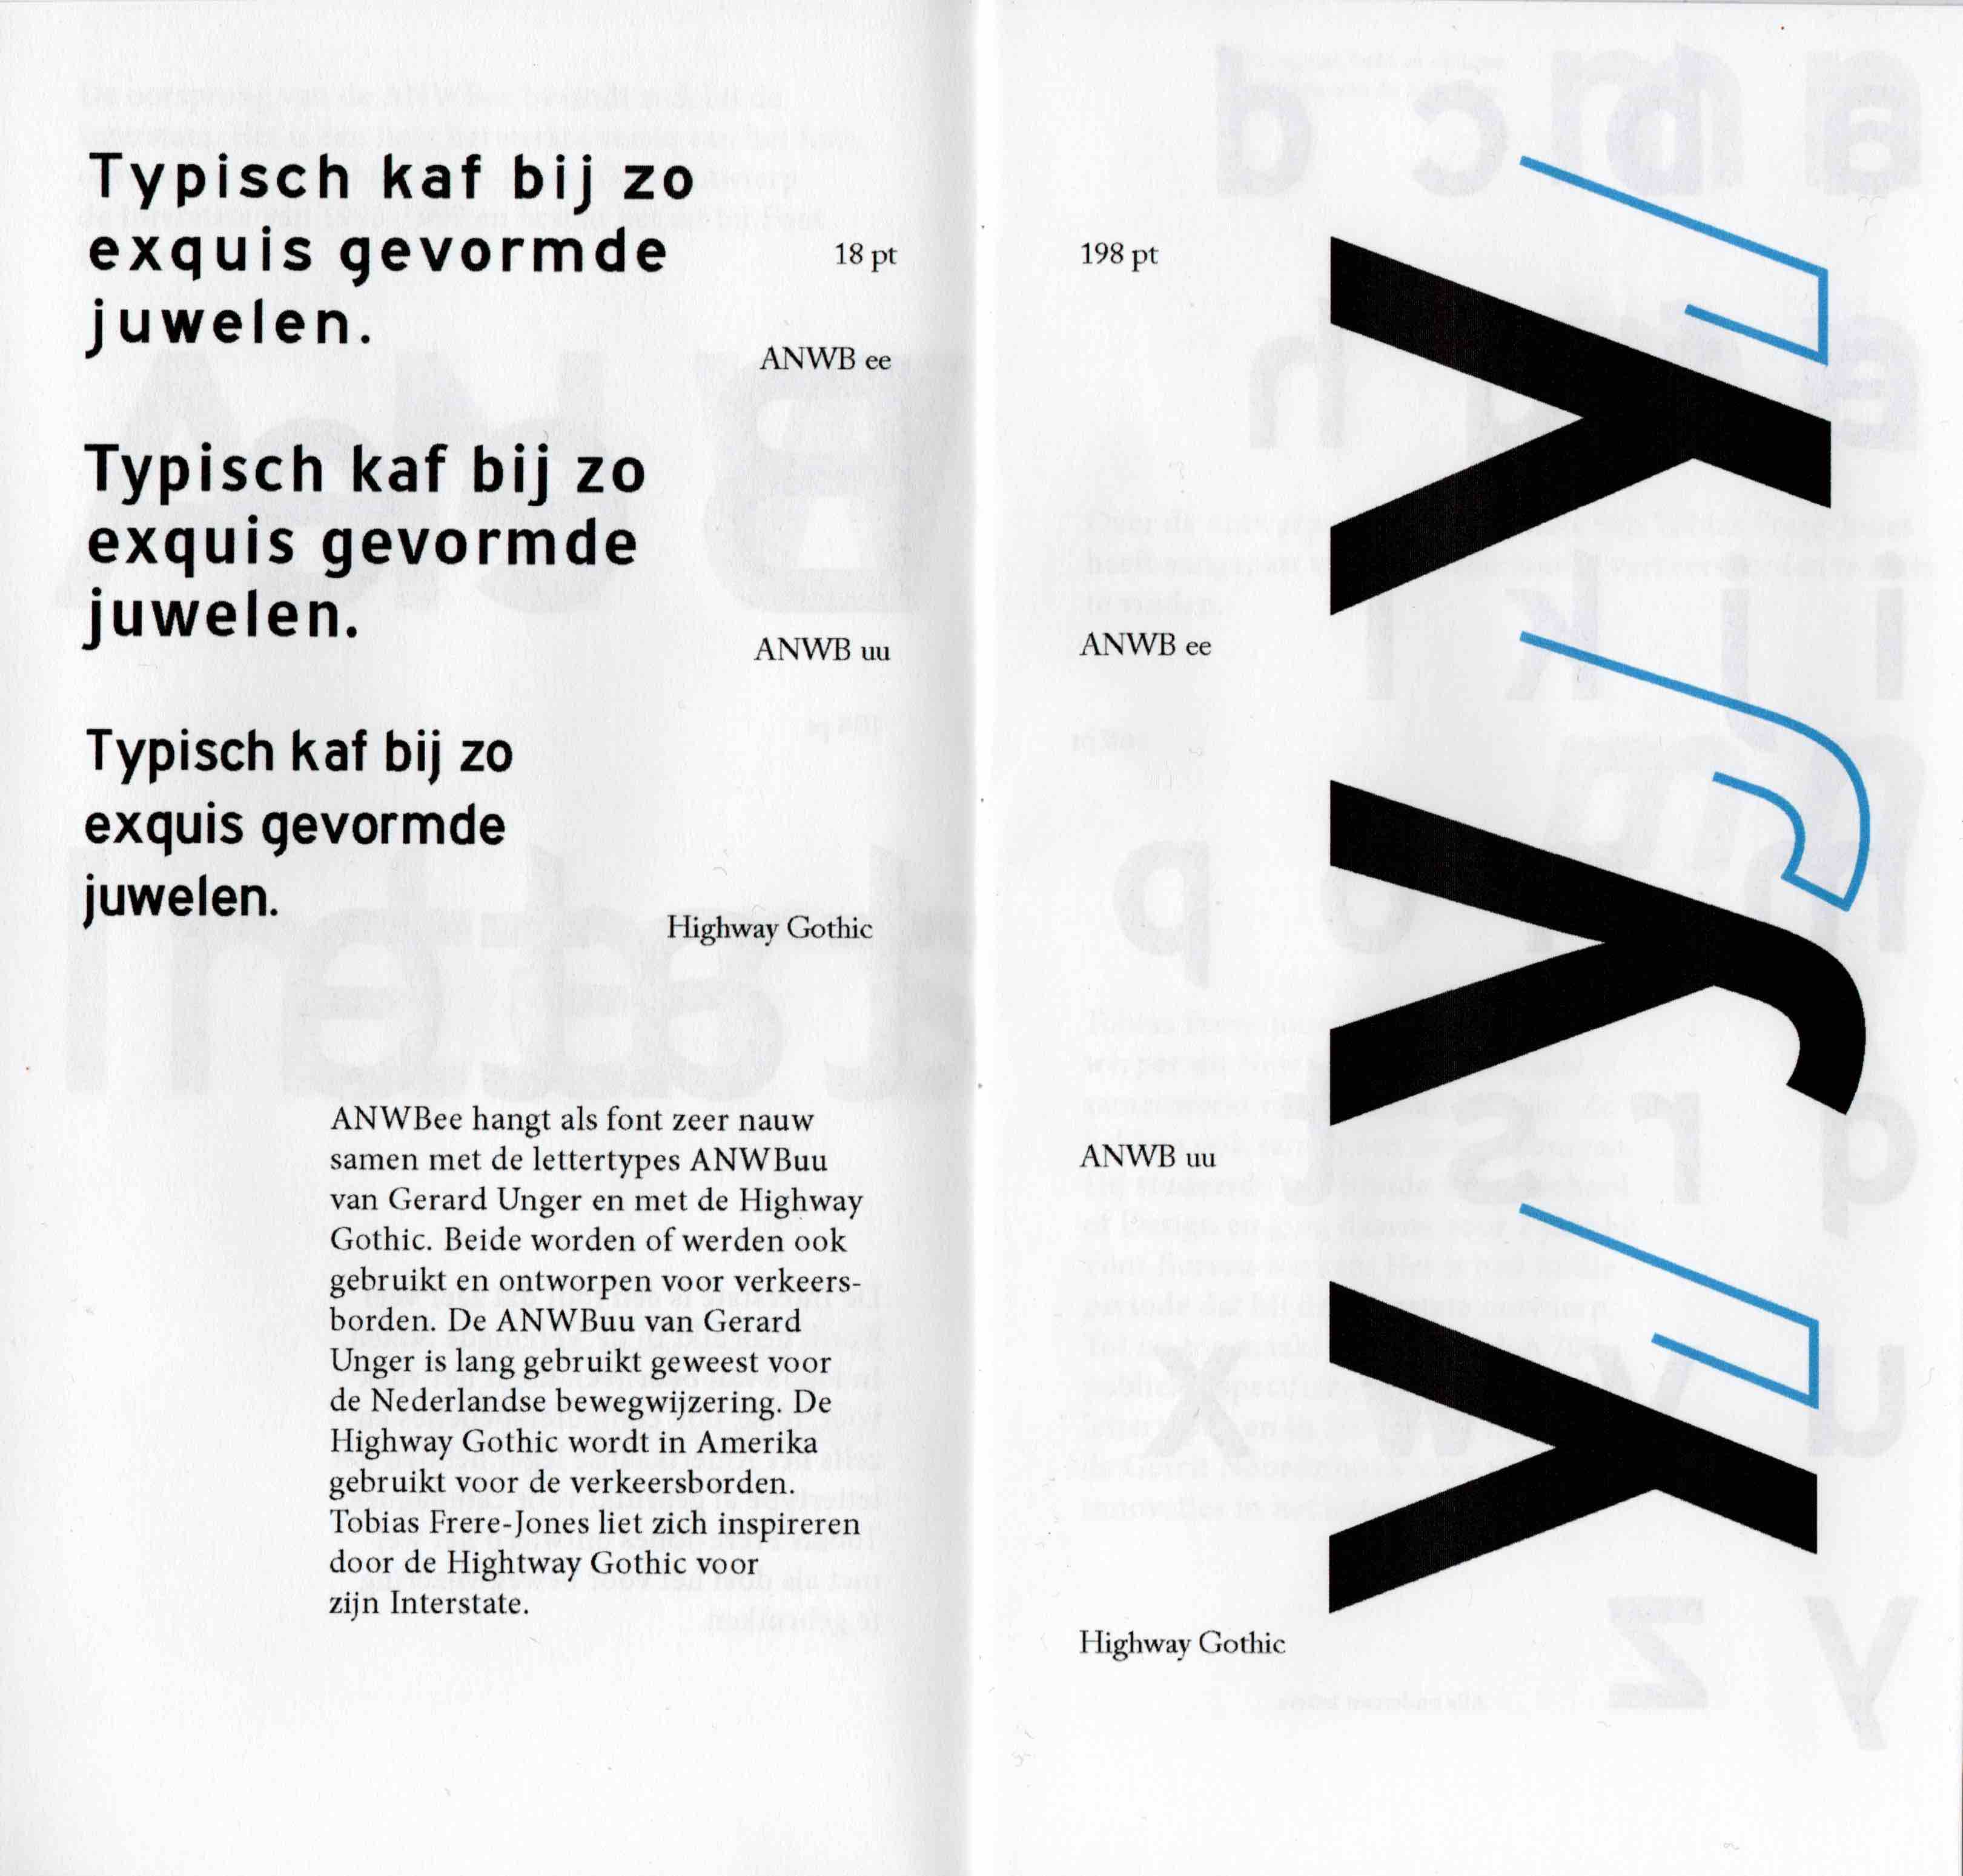 Typisch kaf bij zo
exquis gevormde
juwelen.
18 pt
ANWB ee
Typisch kaf bij zo
exquis gevormde
juwelen.
ANWB uu
Typisch kaf bij zo
exquis gevormde
juwelen.
Highway Gothic
ANWBee hangt als font zeer nauw
samen met de lettertypes ANWBuu
van Gerard Unger en met de Highway
Gothic. Beide worden of werden ook
gebruikt en ontworpen voor verkeers-
borden. De ANWBuu van Gerard
Unger is lang gebruikt geweest voor
de Nederlandse bewegwijzering. De
Highway Gothic wordt in Amerika
gebruikt voor de verkeersborden.
Tobias Frere-Jones liet zich inspireren
door de Hightway Gothic voor
zijn Interstate.
198 pt
y
ANWB ee
y
ANWB uu
y
Highway Gothic